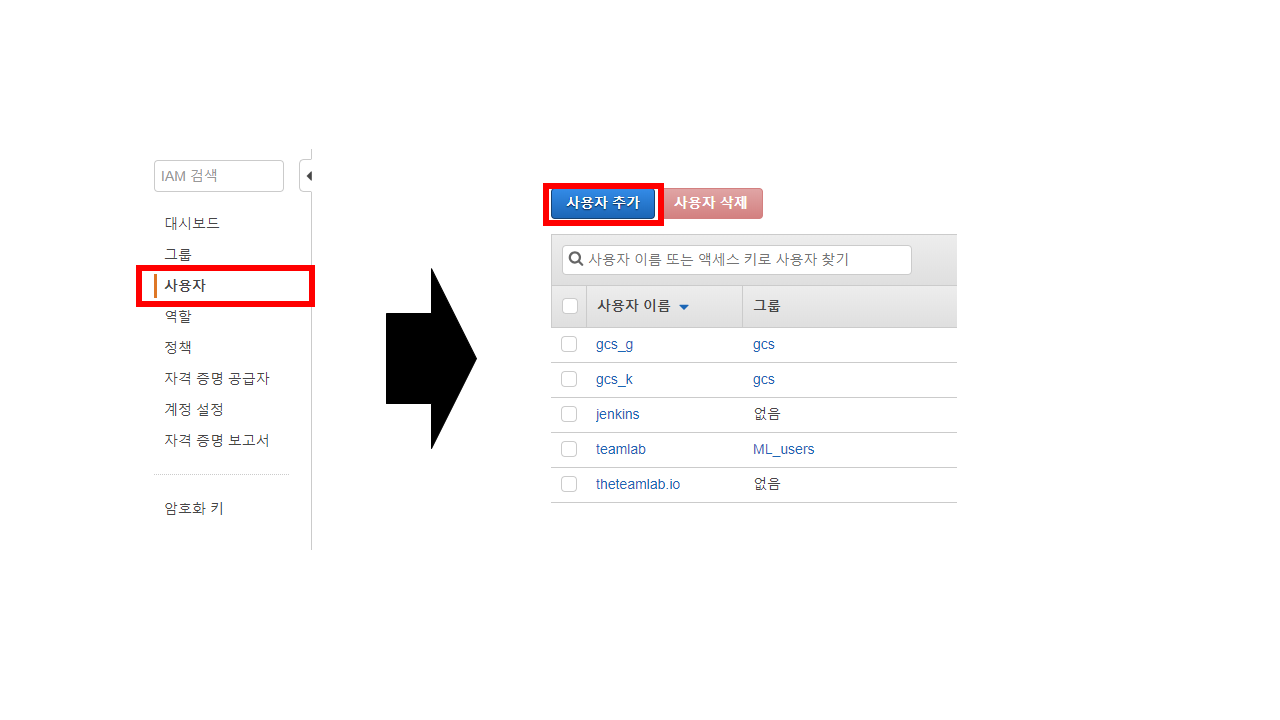 IAM 검색
대시보드
그룹
사용자
역할
정책
자격 증명 공급자
계정 설정
자격 증명 보고서
암호화 키
사용자 추가 사용자 삭제
사용자 이름 또는 액세스 키로 사용자 찾기
사용자 이름 그룹
gcs_g gcs
gcs_k gcs
jenkins 없음
teamlab ML_users
theteamlab.io 없음